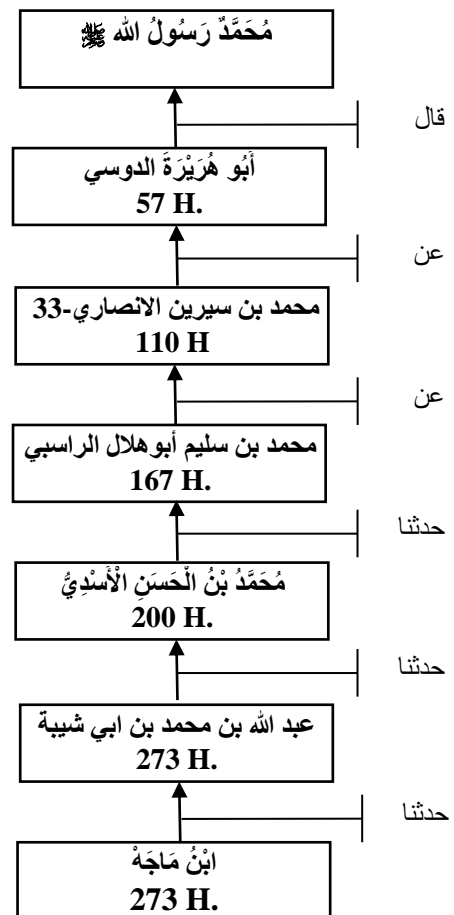 مُحَمَّدٌ رَسُولُ الله ﷺ
قال
أَبُو هُرَيْرَةَ الدوسي
57 H.
عن
محمد بن سيرين الانصاري-33
110 H
عن
محمد بن سليم أبوهلال الراسبي
167 H.
حدثنا
مُحَمَّدُ بْنُ الْحَسَنِ الْأَسْدِيُّ
200 H.
حدثنا
عبد الله بن محمد بن ابي شيبة
273 H.
حدثنا
ابْنُ مَاجَهْ
273 H.